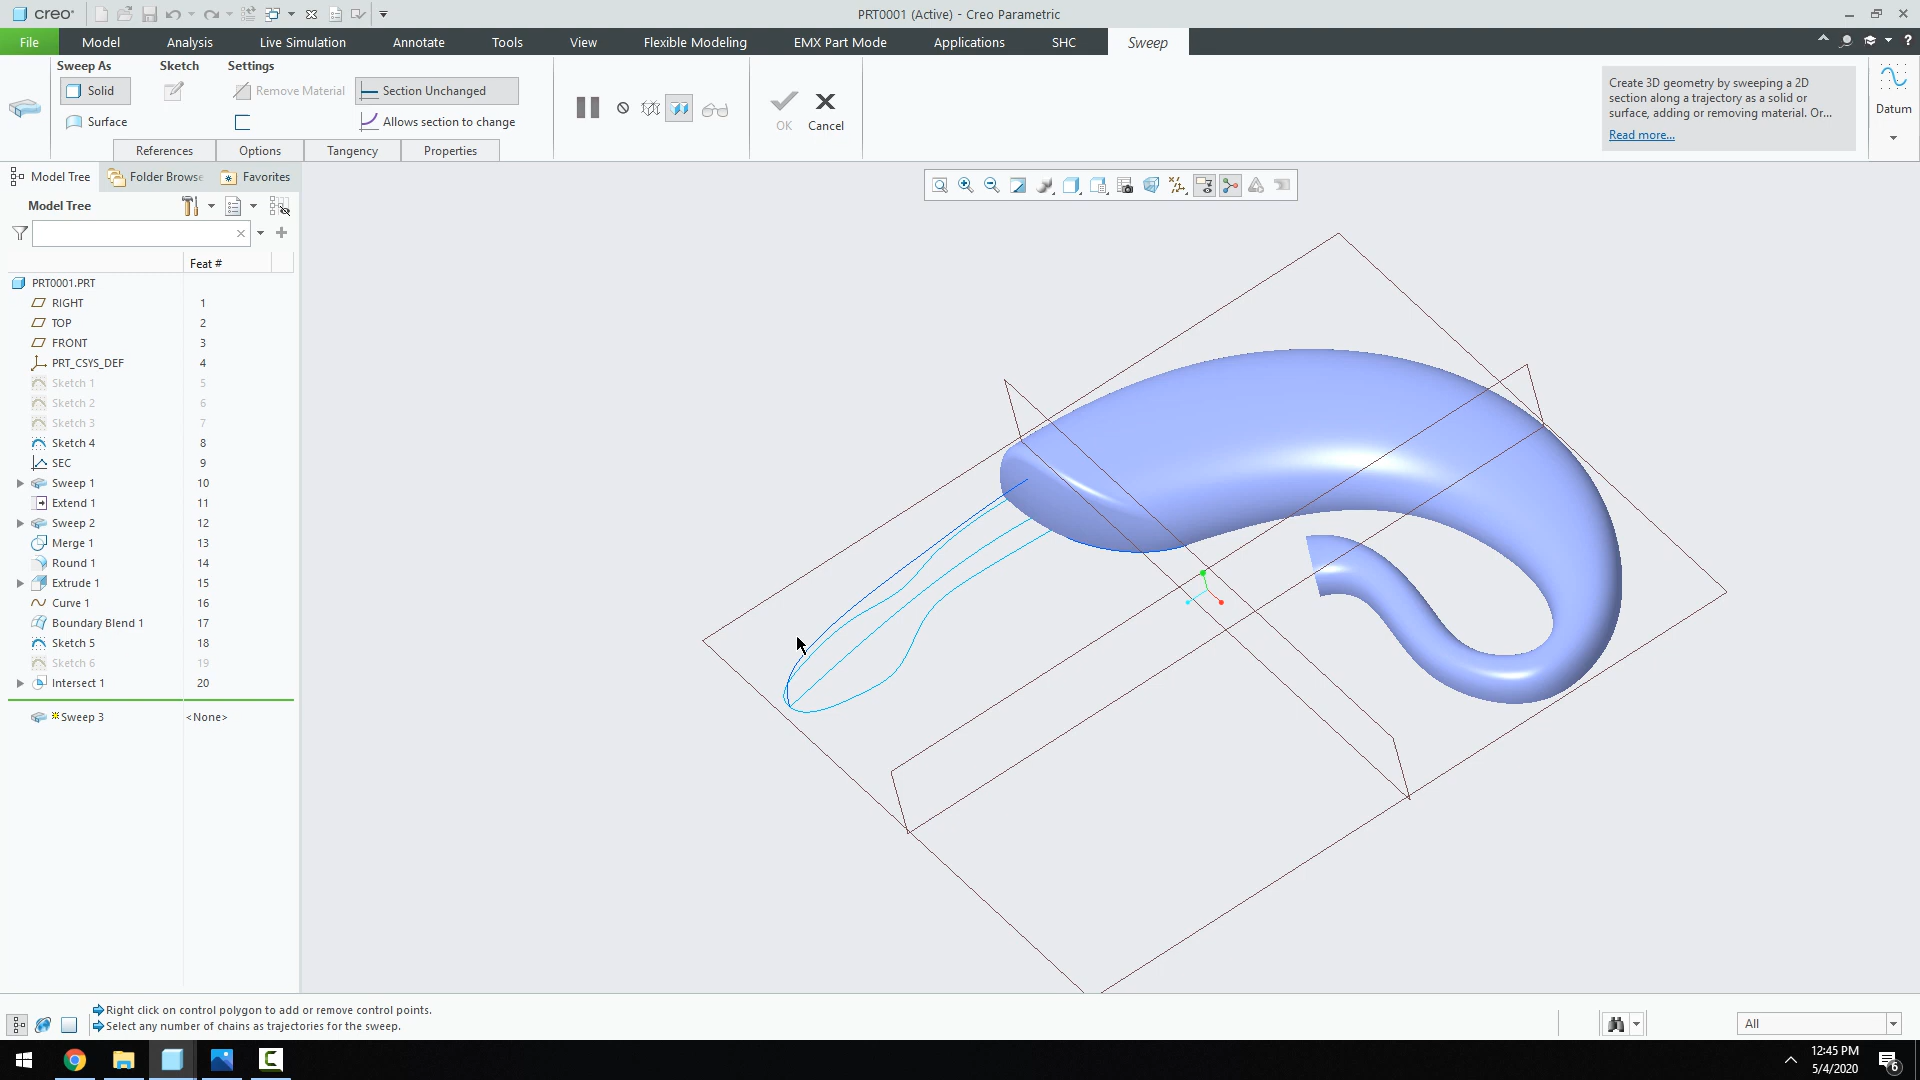 creo
PRT0001 (Active) - Creo Parametric
File
Model
Analysis
Live Simulation
Annotate
Tools
View
Flexible Modeling
EMX Part Mode
Applications
SHC
Sweep
Sweep As
Sketch
Settings
Solid
Remove Material
Section Unchanged
Surface
Allows section to change
OK
Cancel
Create 3D geometry by sweeping a 2D
section along a trajectory as a solid or
surface, adding or removing material. Or...
Read more...
Datum
References
Options
Tangency
Properties
Model Tree
Folder Browse
Favorites
Model Tree
Feat #
PRT0001.PRT
RIGHT 1
TOP 2
FRONT 3
PRT_CSYS_DEF 4
Sketch 1 5
Sketch 2 6
Sketch 3 7
Sketch 4 8
SEC 9
Sweep 1 10
Extend 1 11
Sweep 2 12
Merge 1 13
Round 1 14
Extrude 1 15
Curve 1 16
Boundary Blend 1 17
Sketch 5 18
Sketch 6 19
Intersect 1 20
Sweep 3 <None>
Right click on control polygon to add or remove control points.
Select any number of chains as trajectories for the sweep.
All
12:45 PM
5/4/2020
6